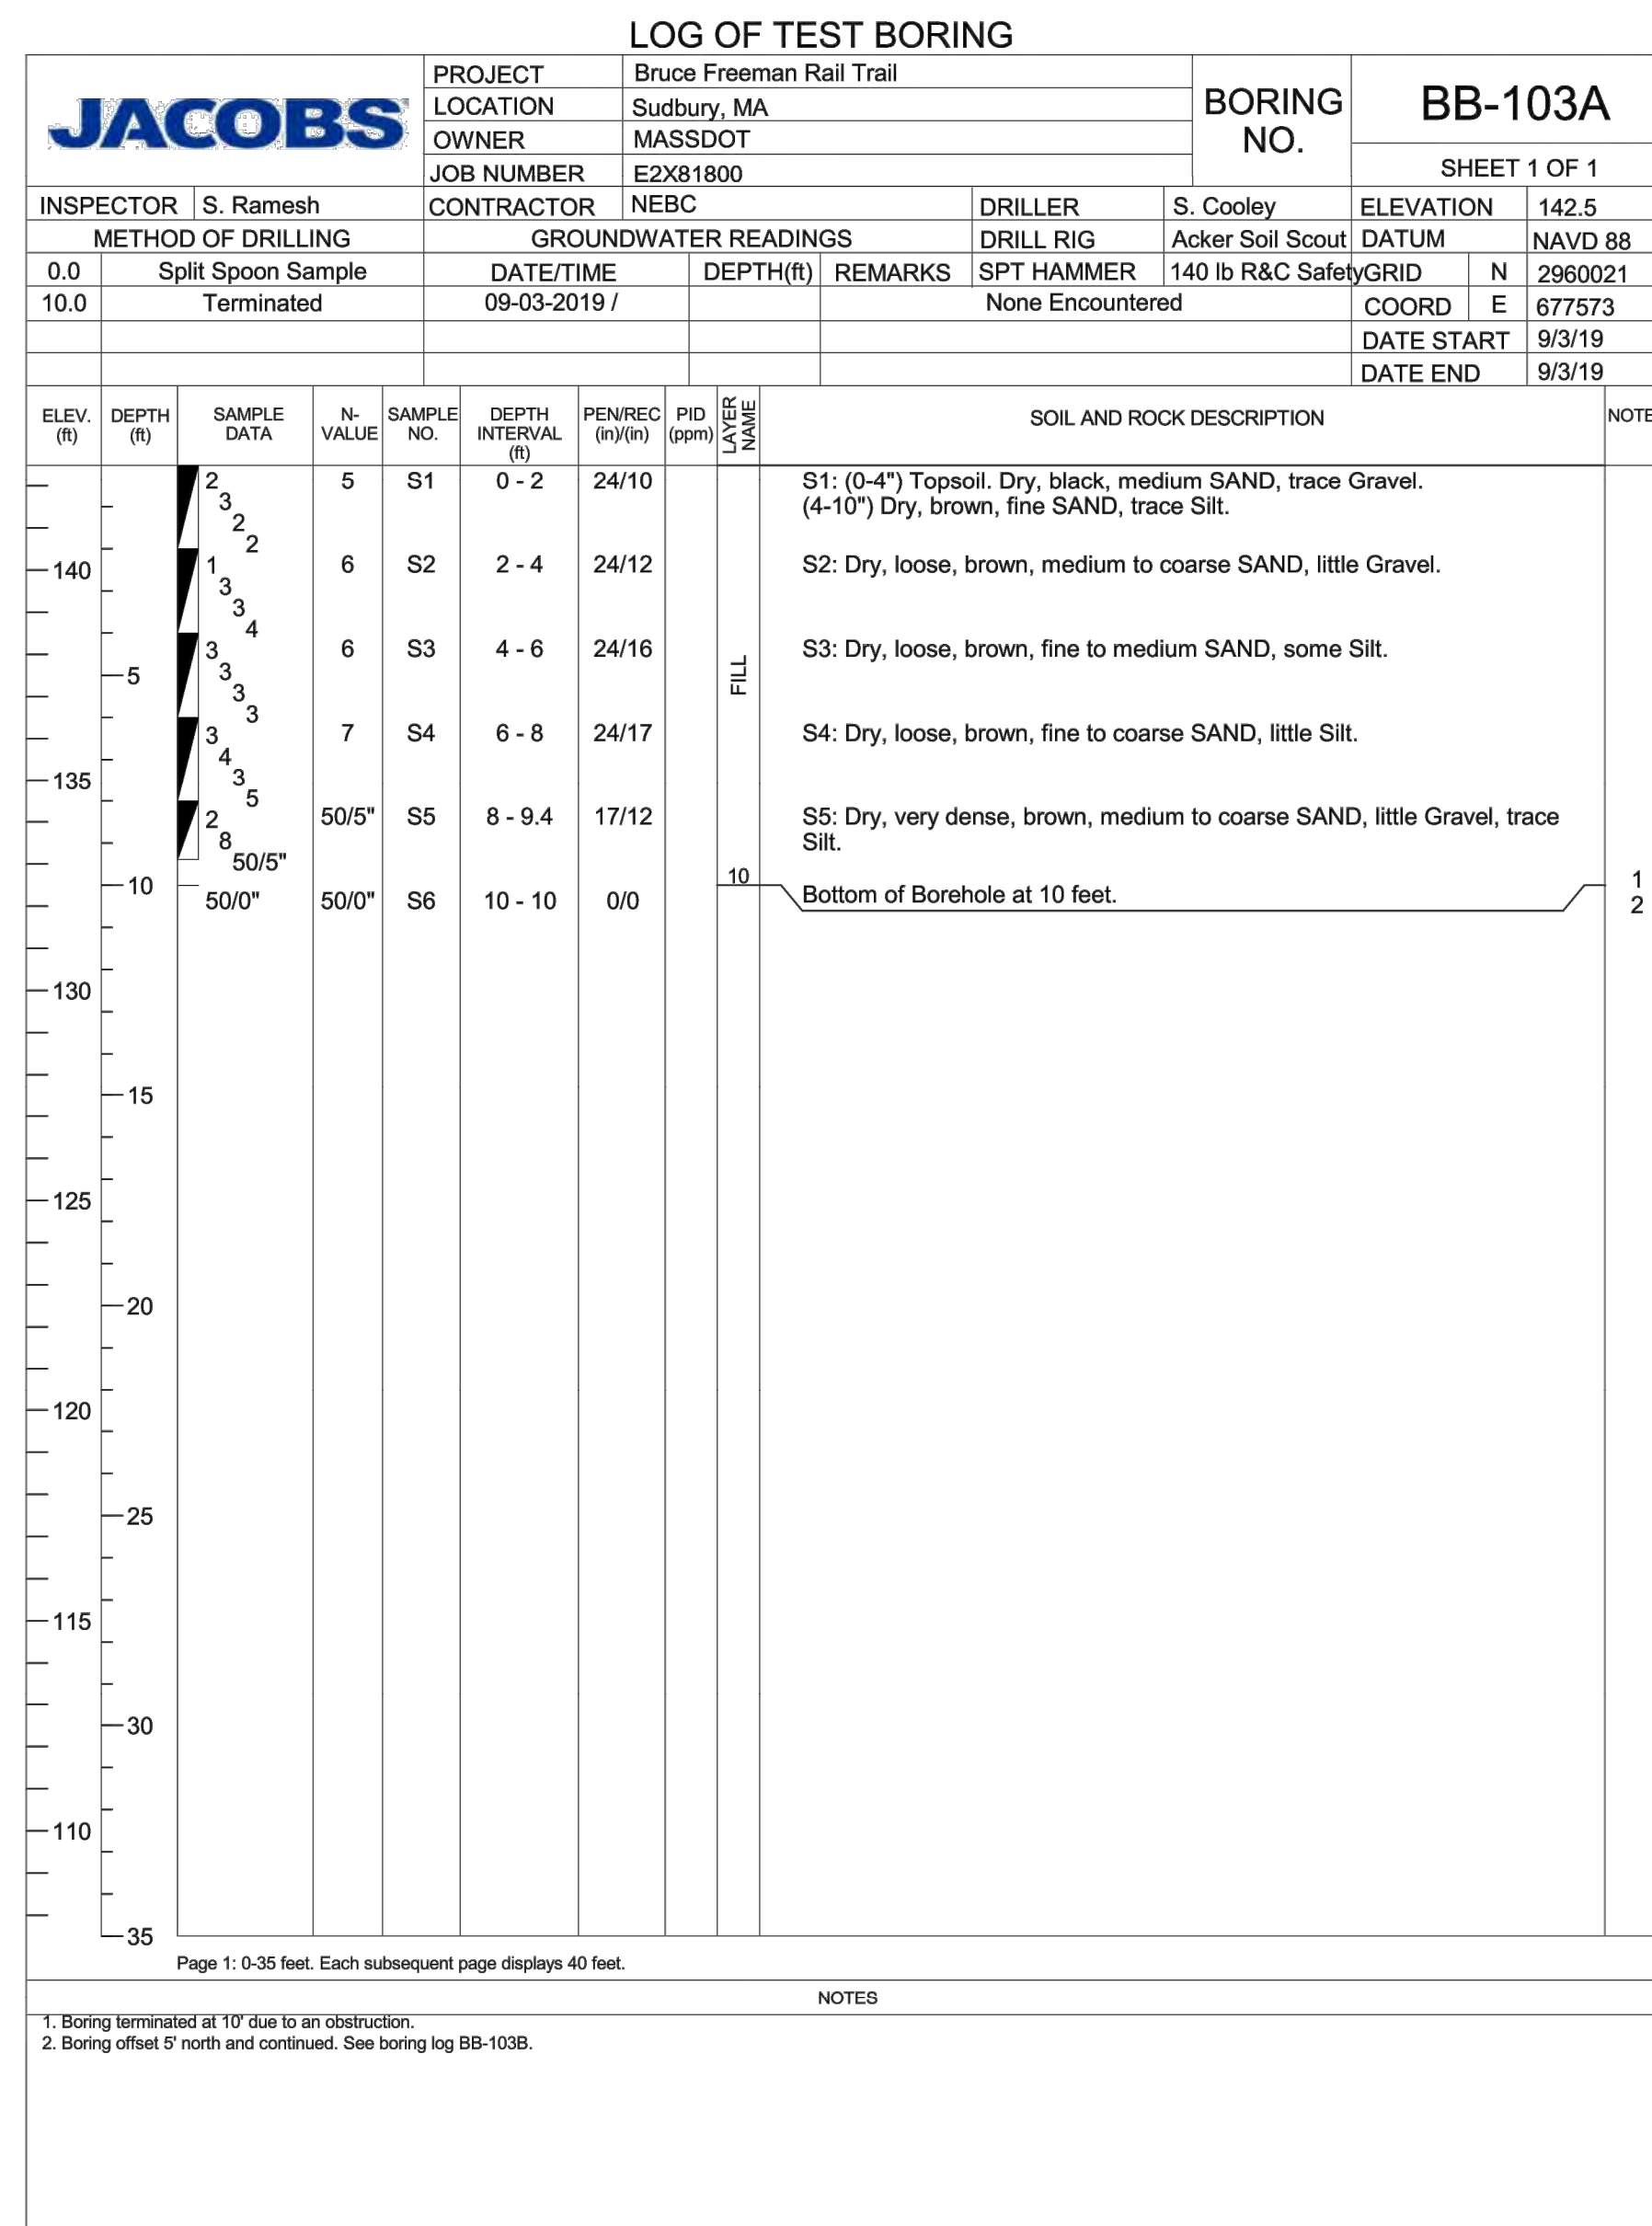 LOG OF TEST BORING
JACOBS
PROJECT Bruce Freeman Rail Trail
LOCATION Sudbury, MA
OWNER MASSDOT
JOB NUMBER E2X81800
BORING NO.
BB-103A
SHEET 1 OF 1
INSPECTOR S. Ramesh CONTRACTOR NEBC DRILLER S. Cooley ELEVATION 142.5
METHOD OF DRILLING GROUNDWATER READINGS DRILL RIG Acker Soil Scout DATUM NAVD 88
0.0 Split Spoon Sample DATE/TIME DEPTH(ft) REMARKS SPT HAMMER 140 lb R&C Safety GRID N 2960021
10.0 Terminated 09-03-2019 / None Encountered COORD E 677573
DATE START 9/3/19
DATE END 9/3/19
ELEV. (ft) DEPTH (ft) SAMPLE DATA N-VALUE SAMPLE NO. DEPTH INTERVAL (ft) PEN/REC (in)/(in) PID (ppm) LAYER NAME SOIL AND ROCK DESCRIPTION NOTE
2 3 2 2 5 S1 0 - 2 24/10 S1: (0-4") Topsoil. Dry, black, medium SAND, trace Gravel.
(4-10") Dry, brown, fine SAND, trace Silt.
140 1 3 3 4 6 S2 2 - 4 24/12 S2: Dry, loose, brown, medium to coarse SAND, little Gravel.
5 3 3 3 3 6 S3 4 - 6 24/16 FILL S3: Dry, loose, brown, fine to medium SAND, some Silt.
135 3 4 3 5 7 S4 6 - 8 24/17 S4: Dry, loose, brown, fine to coarse SAND, little Silt.
2 8 50/5" 50/5" S5 8 - 9.4 17/12 S5: Dry, very dense, brown, medium to coarse SAND, little Gravel, trace
Silt.
10 50/0" 50/0" S6 10 - 10 0/0 10 Bottom of Borehole at 10 feet. 1
2
130
15
125
20
120
25
115
30
110
35
Page 1: 0-35 feet. Each subsequent page displays 40 feet.
NOTES
1. Boring terminated at 10' due to an obstruction.
2. Boring offset 5' north and continued. See boring log BB-103B.